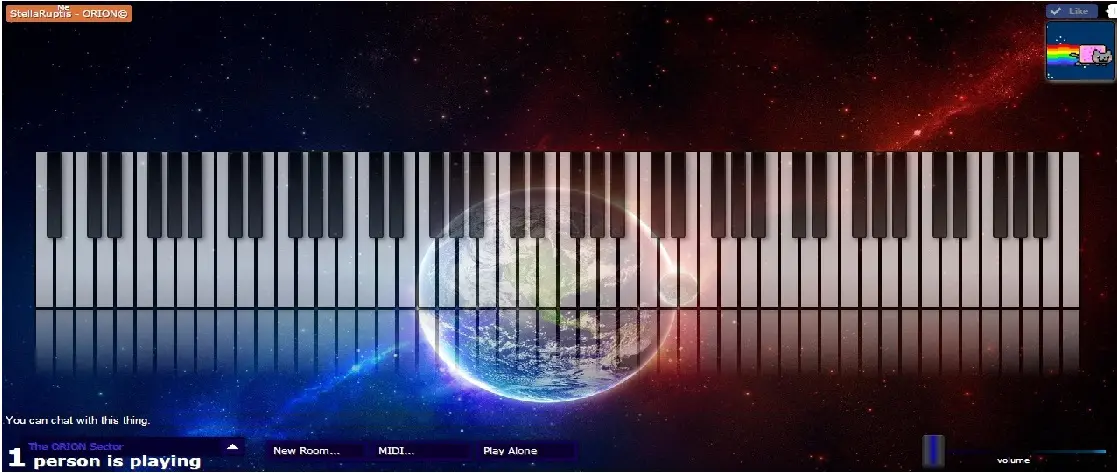 Me
StellaRuptis - ORION©
Like
You can chat with this thing.
The ORION Sector
1 person is playing
New Room...
MIDI...
Play Alone
volume